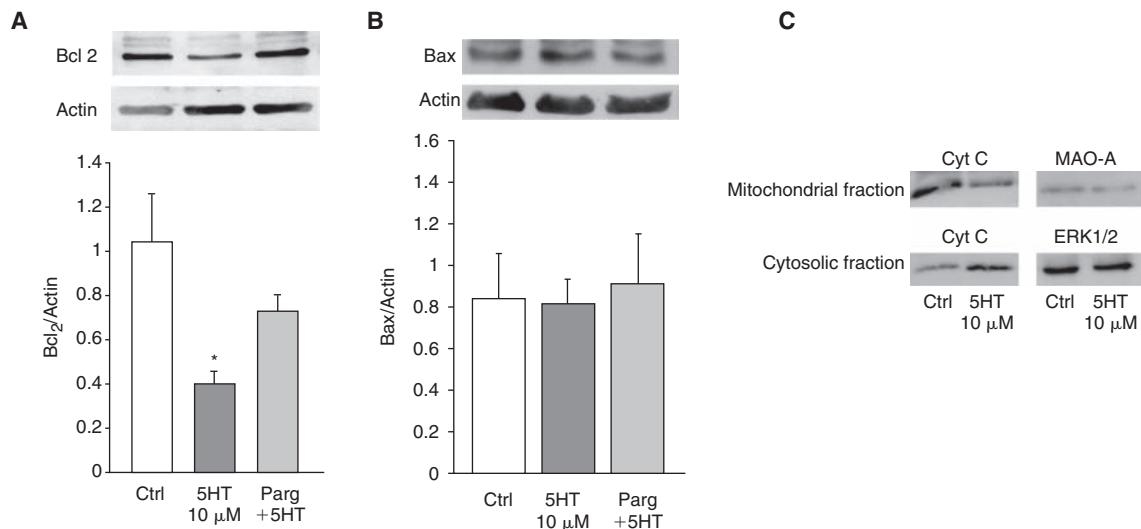 A
Bcl 2
Actin
Bcl2/Actin
1.4
1.2
1
0.8
0.6
0.4
0.2
0
*
Ctrl
5HT
10 μM
Parg
+5HT
B
Bax
Actin
Bax/Actin
1.6
1.4
1.2
1
0.8
0.6
0.4
0.2
0
Ctrl
5HT
10 μM
Parg
+5HT
C
Cyt C
MAO-A
Mitochondrial fraction
Cyt C
ERK1/2
Cytosolic fraction
Ctrl
5HT
10 μM
Ctrl
5HT
10 μM